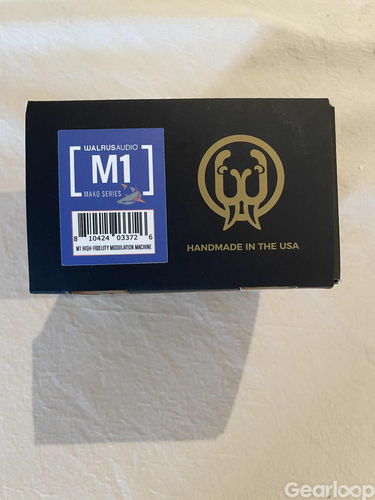 WALRUSAUDIO
M1
MAKO SERIES
8 10424 03372 6
M1 HIGH-FIDELITY MODULATION MACHINE
HANDMADE IN THE USA
Gearloop